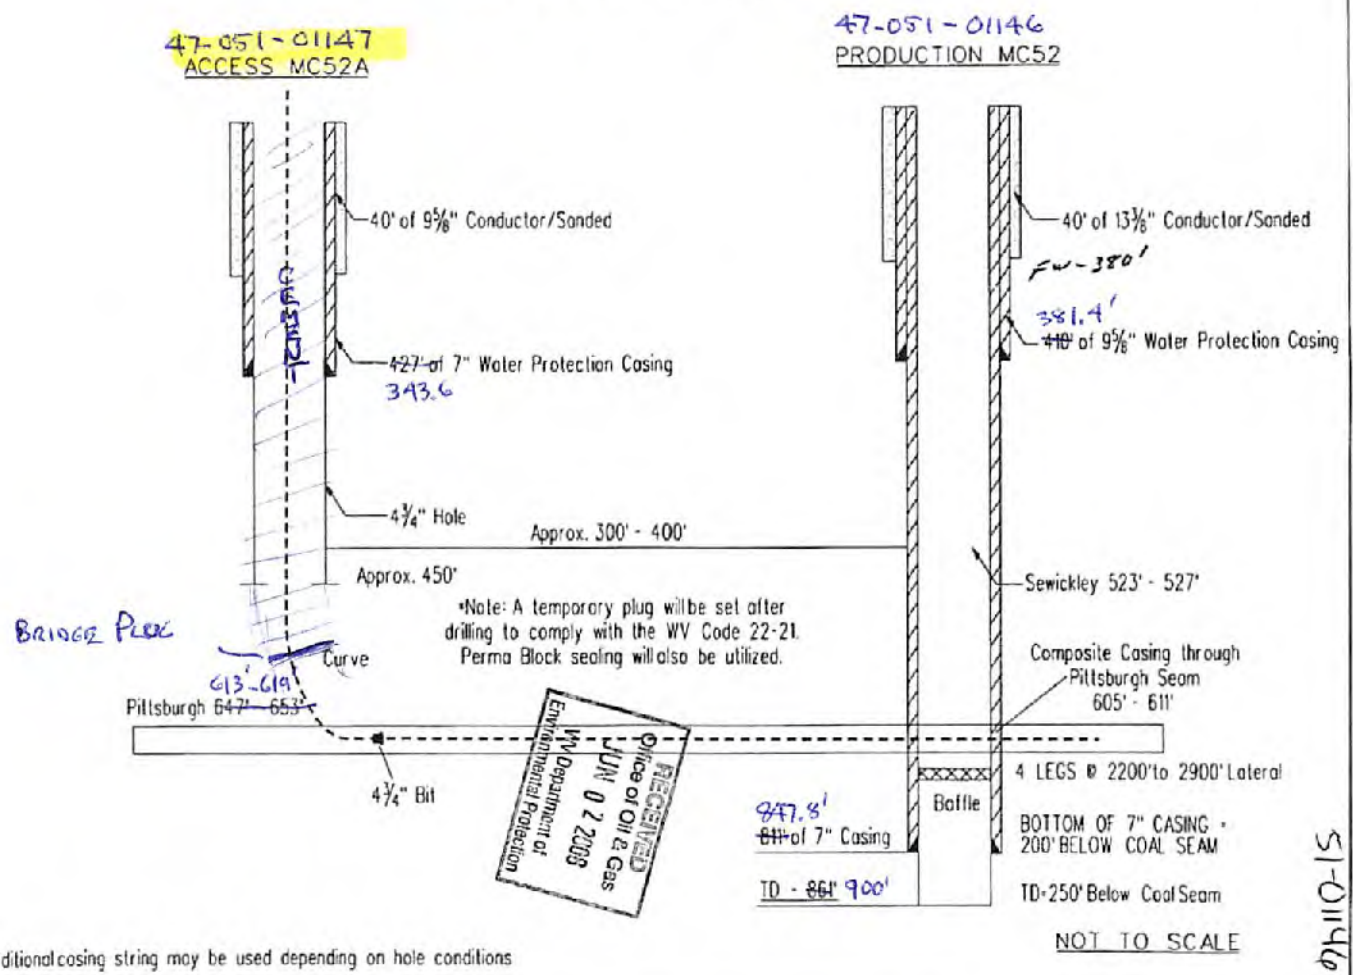 47-051-01147
ACCESS MC52A
47-051-01146
PRODUCTION MC52
40' of 9⅝" Conductor/Sanded
40' of 13⅜" Conductor/Sanded
FW-380'
CEMENT
381.4'
410' of 9⅝" Water Protection Casing
427' of 7" Water Protection Casing
343.6
4¾" Hole
Approx. 300' - 400'
Approx. 450'
Sewickley 523' - 527'
*Note: A temporary plug will be set after
drilling to comply with the WV Code 22-21.
Perma Block sealing will also be utilized.
BRIDGE PLUG
Curve
613'-619'
Pittsburgh 647' - 653'
Composite Casing through
Pittsburgh Seam
605' - 611'
4¾" Bit
RECEIVED
Office of Oil & Gas
JUN 02 2008
WV Department of
Environmental Protection
4 LEGS @ 2200' to 2900' Lateral
Baffle
847.8'
811' of 7" Casing
BOTTOM OF 7" CASING =
200' BELOW COAL SEAM
TD - 861' 900'
TD=250' Below Coal Seam
NOT TO SCALE
51-01146
ditional casing string may be used depending on hole conditions